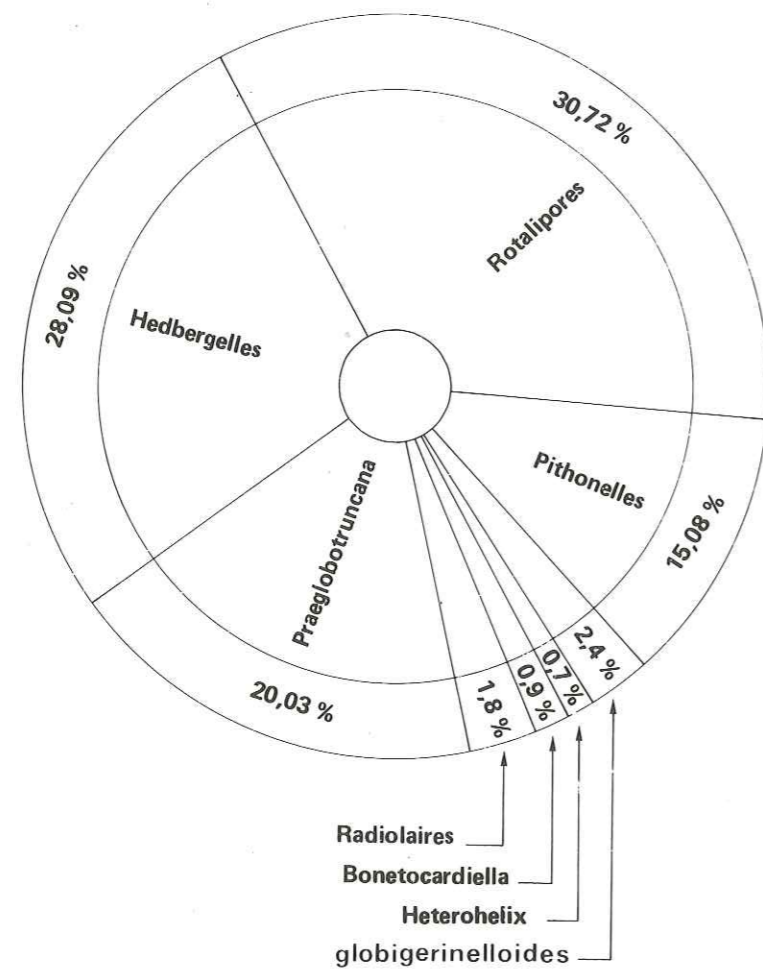 30,72 %
Rotalipores
28,09 %
Hedbergelles
Pithonelles
15,08 %
Praeglobotruncana
20,03 %
1,8 %
0,9 %
0,7 %
2,4 %
Radiolaires
Bonetocardiella
Heterohelix
globigerinelloides